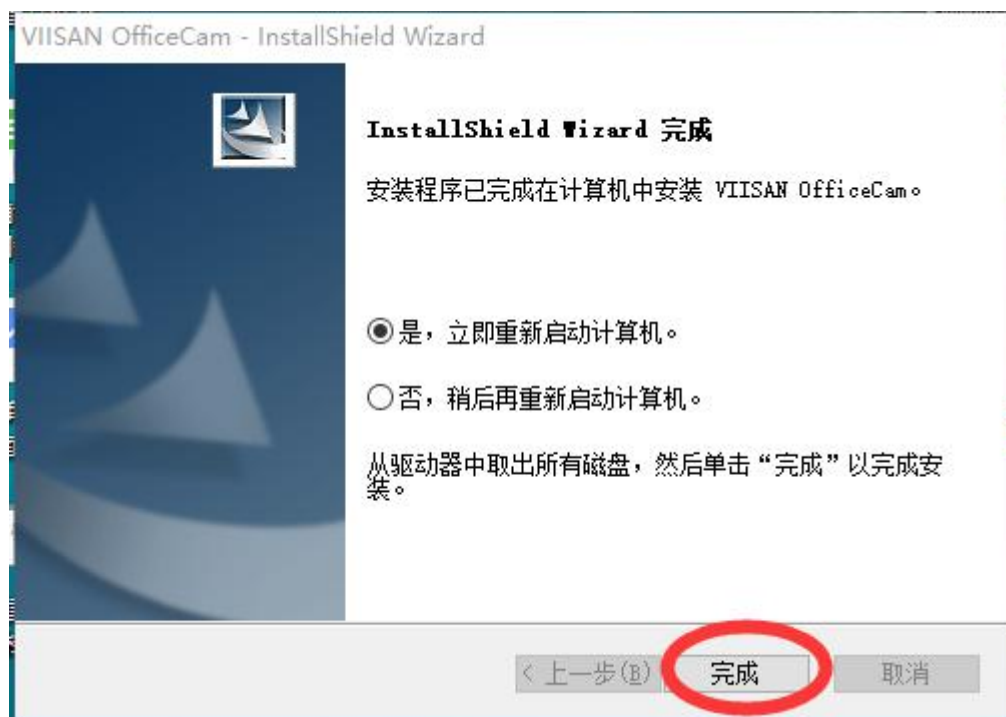 VIISAN OfficeCam - InstallShield Wizard
InstallShield Wizard 完成
安装程序已完成在计算机中安装 VIISAN OfficeCam。
是，立即重新启动计算机。
否，稍后再重新启动计算机。
从驱动器中取出所有磁盘，然后单击“完成”以完成安
装。
< 上一步(B)
完成
取消